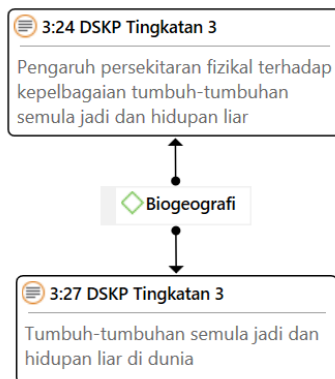 3:24 DSKP Tingkatan 3
Pengaruh persekitaran fizikal terhadap
kepelbagaian tumbuh-tumbuhan
semula jadi dan hidupan liar
Biogeografi
3:27 DSKP Tingkatan 3
Tumbuh-tumbuhan semula jadi dan
hidupan liar di dunia